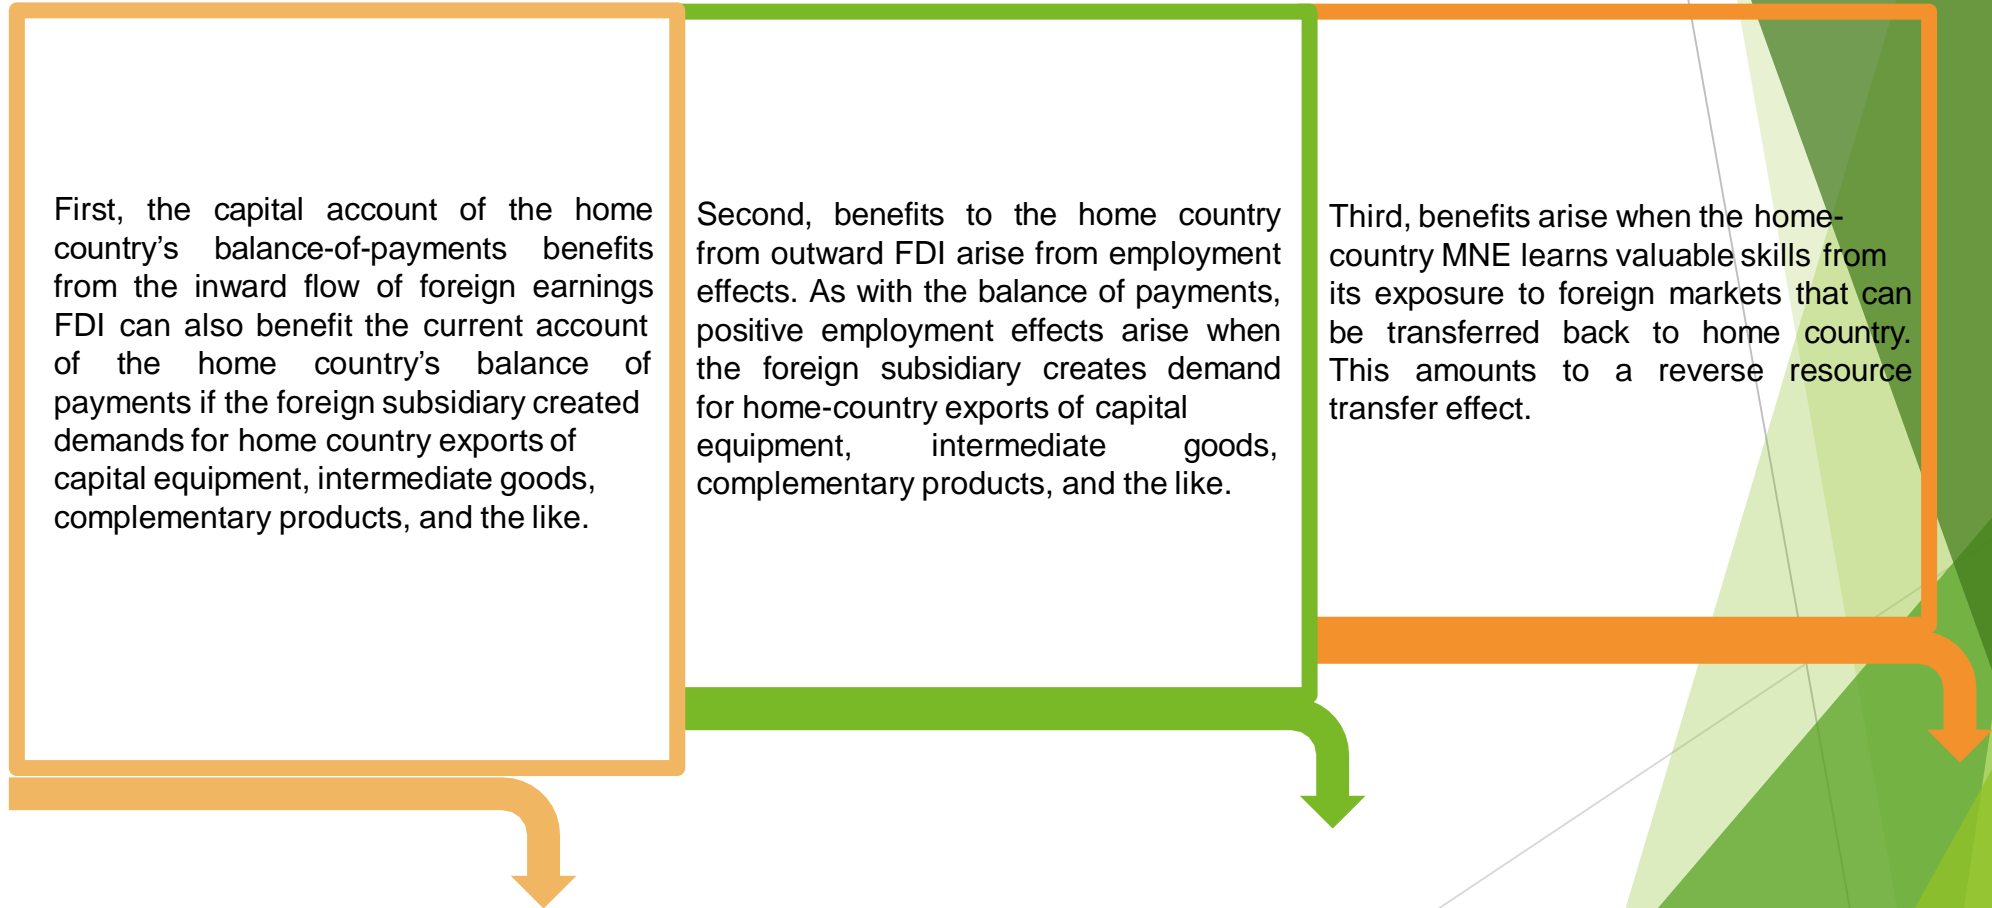 First, the capital account of the home
country’s balance-of-payments benefits
from the inward flow of foreign earnings
FDI can also benefit the current account
of the home country’s balance of
payments if the foreign subsidiary created
demands for home country exports of
capital equipment, intermediate goods,
complementary products, and the like.
Second, benefits to the home country
from outward FDI arise from employment
effects. As with the balance of payments,
positive employment effects arise when
the foreign subsidiary creates demand
for home-country exports of capital
equipment, intermediate goods,
complementary products, and the like.
Third, benefits arise when the home-
country MNE learns valuable skills from
its exposure to foreign markets that can
be transferred back to home country.
This amounts to a reverse resource
transfer effect.